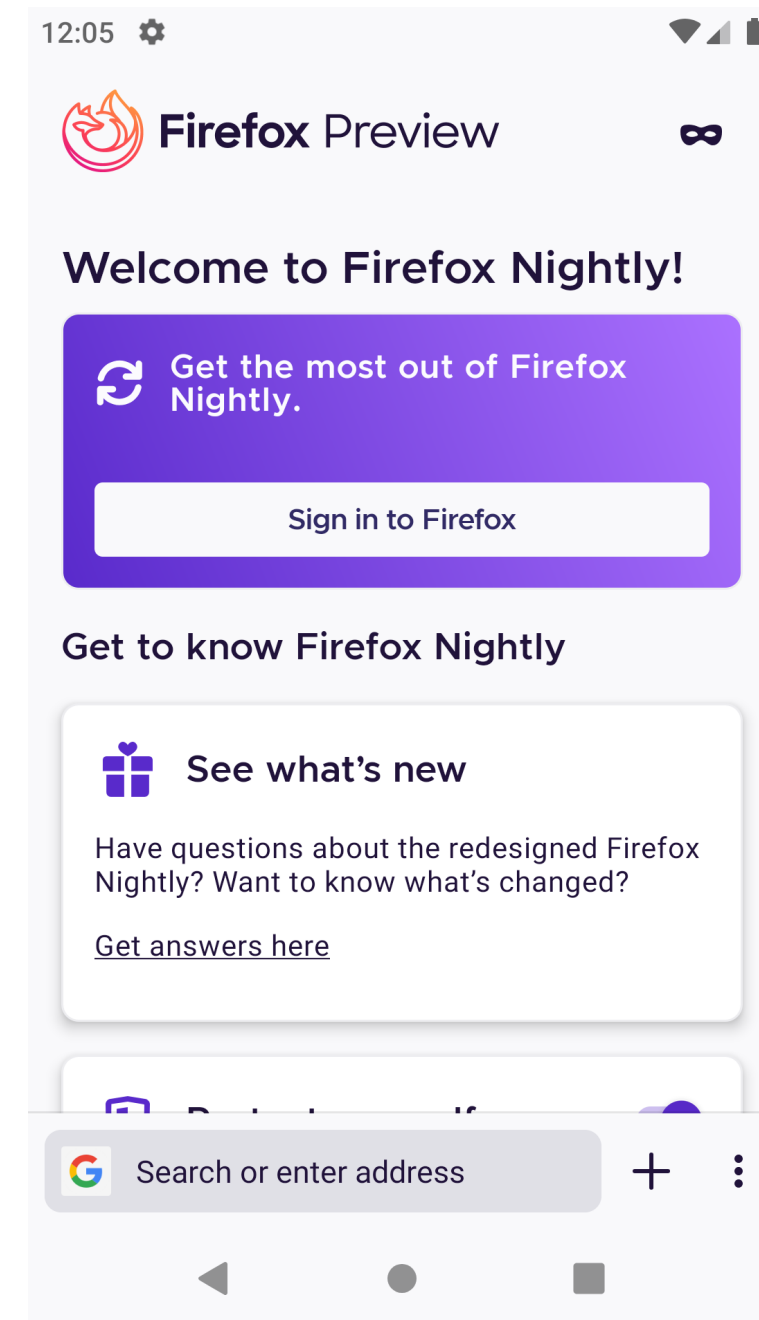 12:05
Firefox Preview
Welcome to Firefox Nightly!
Get the most out of Firefox
Nightly.
Sign in to Firefox
Get to know Firefox Nightly
See what’s new
Have questions about the redesigned Firefox
Nightly? Want to know what’s changed?
Get answers here
Search or enter address